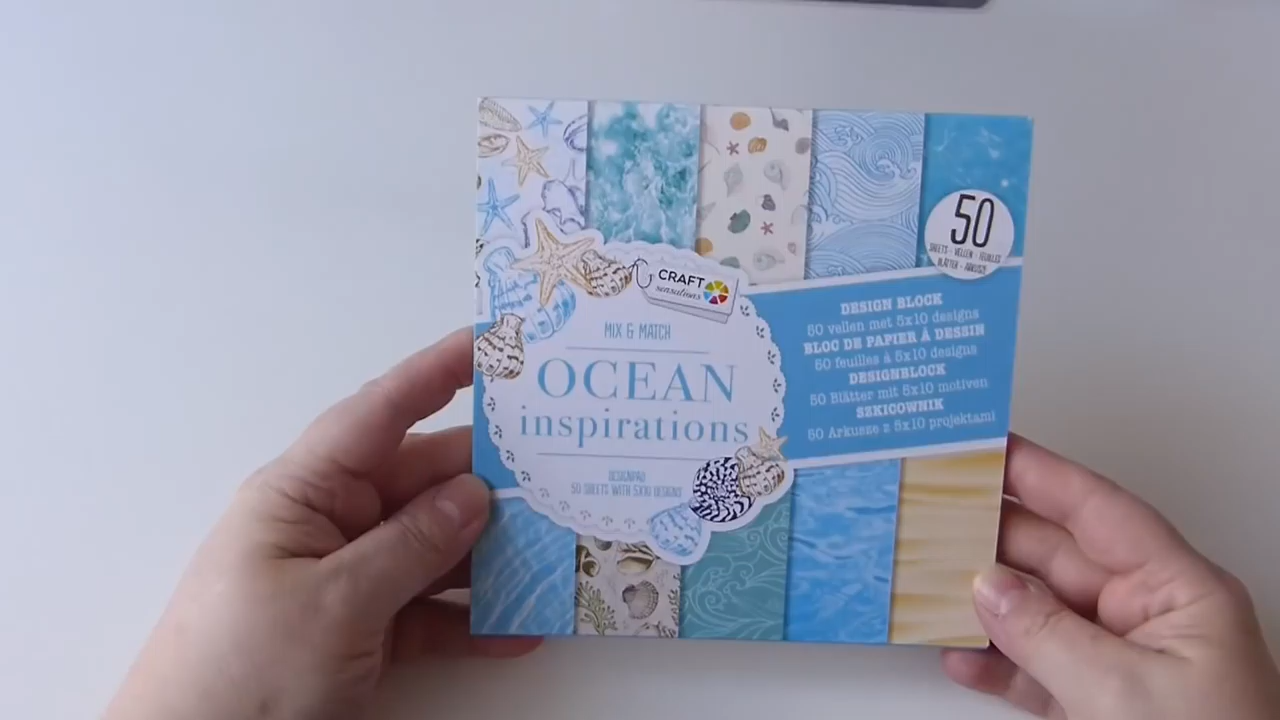 50
SHEETS - VELLEN - FEUILLES
BLÄTTER - ARKUSZE
CRAFT
sensations
MIX & MATCH
OCEAN
inspirations
DESIGNPAD
50 SHEETS WITH 5X10 DESIGNS
DESIGN BLOCK
50 vellen met 5x10 designs
BLOC DE PAPIER À DESSIN
50 feuilles à 5x10 designs
DESIGNBLOCK
50 Blätter mit 5x10 motiven
SZKICOWNIK
50 Arkusze z 5x10 projektami